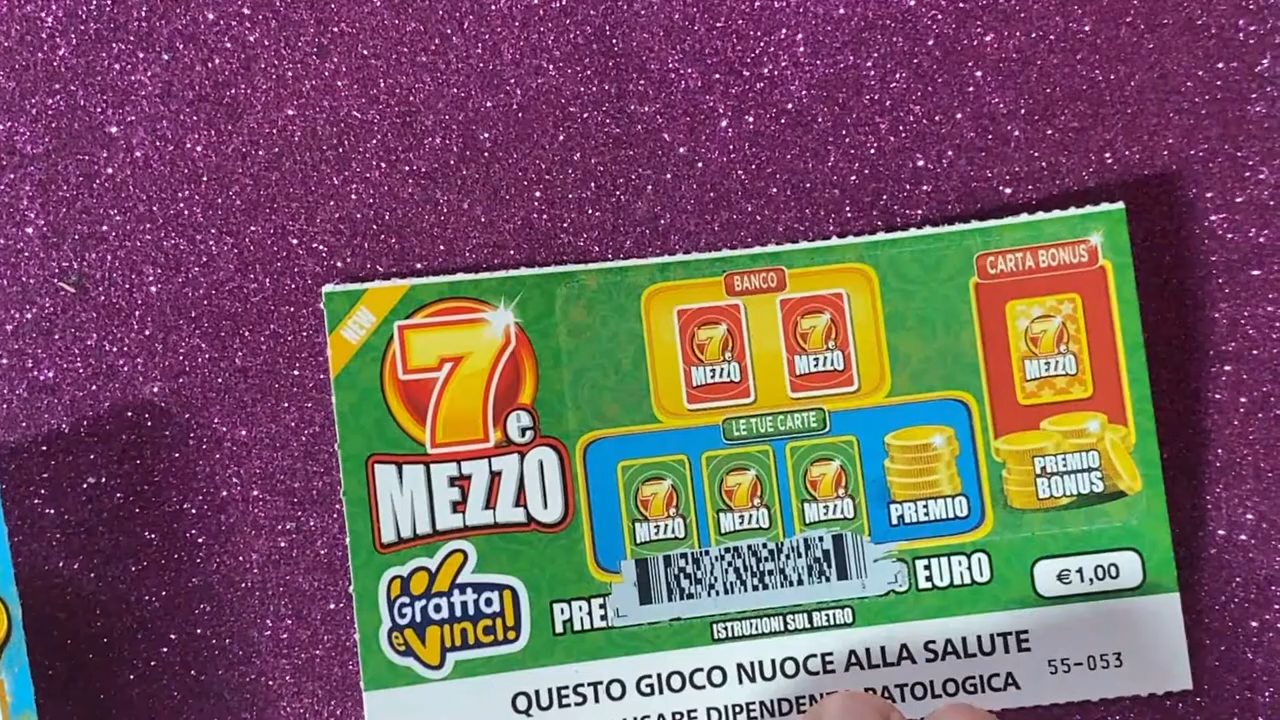 NEW
7 e
MEZZO
BANCO
7 e MEZZO
7 e MEZZO
CARTA BONUS
7 e MEZZO
PREMIO
BONUS
LE TUE CARTE
7 e MEZZO
7 e MEZZO
7 e MEZZO
PREMIO
Gratta
e Vinci!
EURO
€1,00
ISTRUZIONI SUL RETRO
QUESTO GIOCO NUOCE ALLA SALUTE
55-053
PATOLOGICA